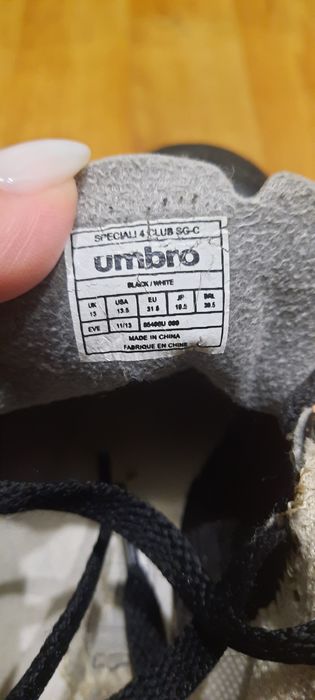 SPECIALI 4 CLUB SG-C
umbro
BLACK/WHITE
UK USA EU JP BRL
13 13.5 31.5 19.5 30.5
EVE 11/13
MADE IN CHINA
FABRIQUE EN CHINE